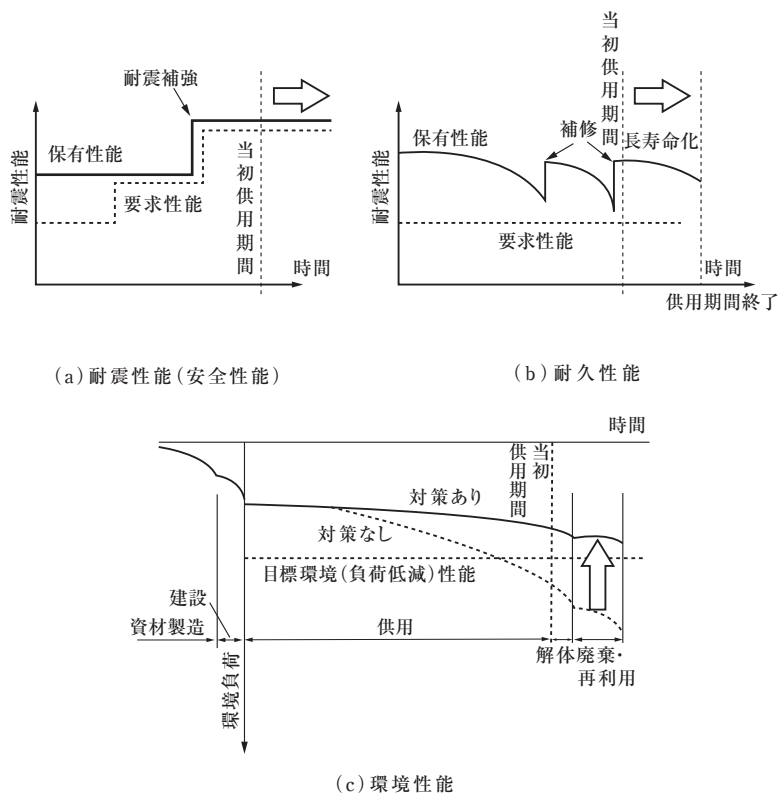 耐震補強
保有性能
要求性能
耐震性能
当初供用期間
時間
(a)耐震性能(安全性能)
当初供用期間
保有性能
補修
長寿命化
耐震性能
要求性能
時間
供用期間終了
(b)耐久性能
時間
当初
供用期間
対策あり
対策なし
目標環境(負荷低減)性能
建設
資材製造
供用
解体
廃棄・
再利用
環境負荷
(c)環境性能